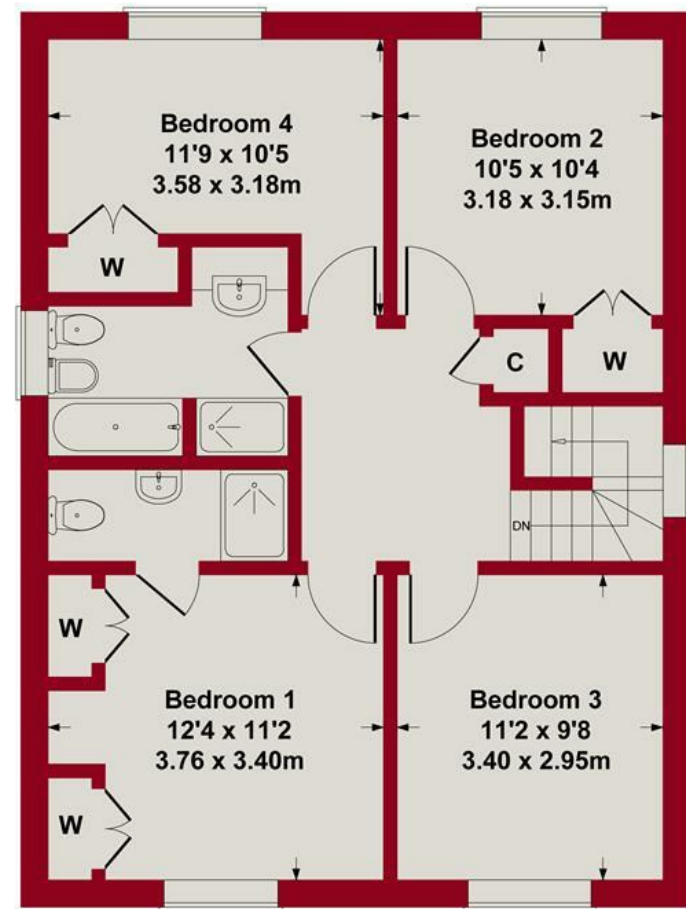 Bedroom 4
11'9 x 10'5
3.58 x 3.18m
Bedroom 2
10'5 x 10'4
3.18 x 3.15m
W
W
C
DN
W
Bedroom 1
12'4 x 11'2
3.76 x 3.40m
Bedroom 3
11'2 x 9'8
3.40 x 2.95m
W